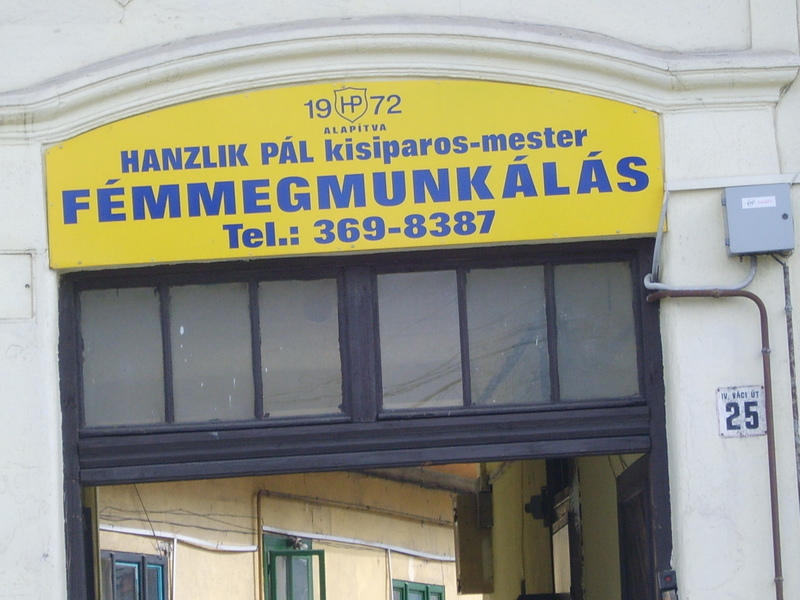 19 HP 72
ALAPÍTVA
HANZLIK PÁL kisiparos-mester
FÉMMEGMUNKÁLÁS
Tel.: 369-8387
IV. VÁCI ÚT
25